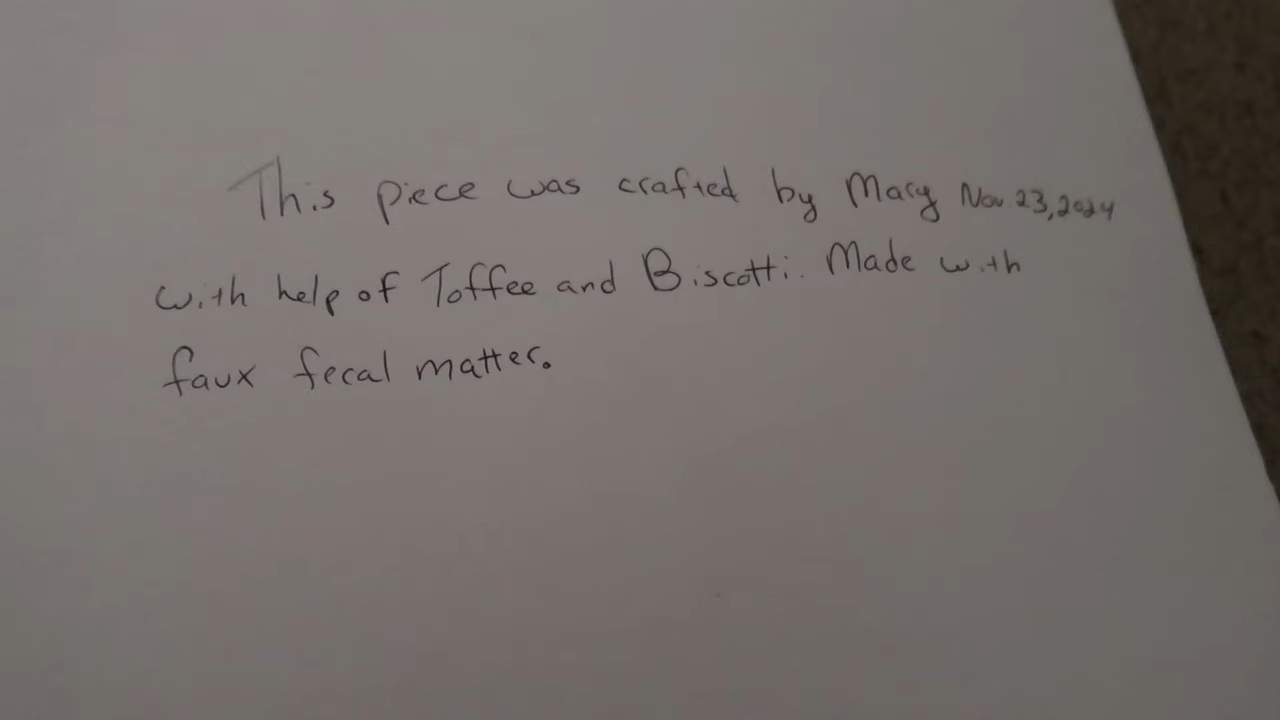 This piece was crafted by Mary Nov. 23, 2024
with help of Toffee and Biscotti. Made with
faux fecal matter.